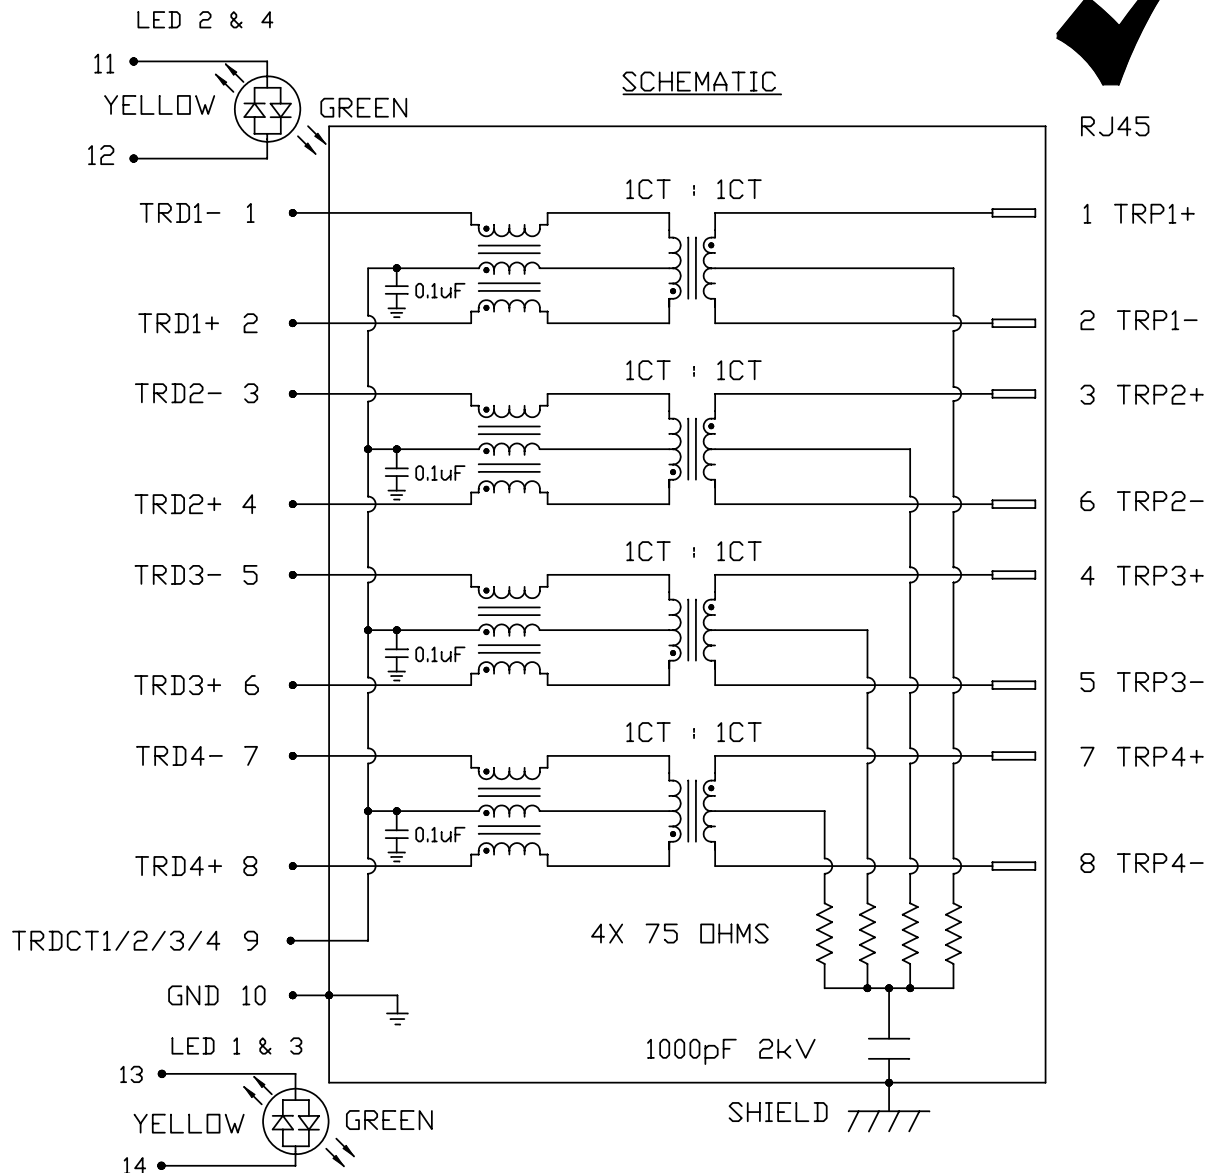 LED 2 & 4
11
YELLOW
GREEN
12
SCHEMATIC
RJ45
1CT : 1CT
TRD1- 1
1 TRP1+
0.1uF
TRD1+ 2
2 TRP1-
1CT : 1CT
TRD2- 3
3 TRP2+
0.1uF
TRD2+ 4
6 TRP2-
1CT : 1CT
TRD3- 5
4 TRP3+
0.1uF
TRD3+ 6
5 TRP3-
1CT : 1CT
TRD4- 7
7 TRP4+
0.1uF
TRD4+ 8
8 TRP4-
TRDCT1/2/3/4 9
4X 75 OHMS
GND 10
LED 1 & 3
1000pF 2kV
13
YELLOW
GREEN
SHIELD
14